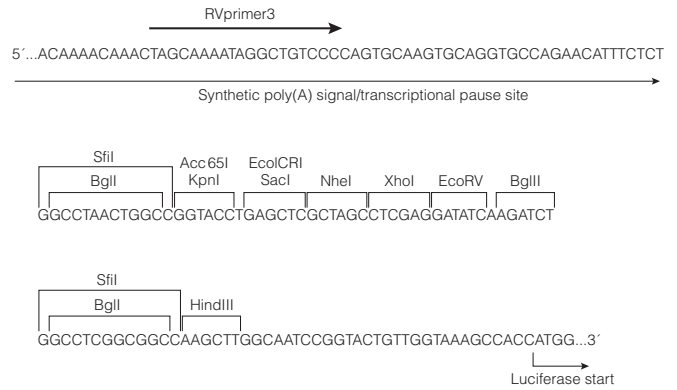 RVprimer3
5´...ACAAAACAAACTAGCAAAATAGGCTGTCCCCAGTGCAAGTGCAGGTGCCAGAACATTTCTCT
Synthetic poly(A) signal/transcriptional pause site
SfiI Acc65I EcolCRI
BglI KpnI SacI NheI XhoI EcoRV BglII
GGCCTAACTGGCCGGTACCTGAGCTCGCTAGCCTCGAGGATATCAAGATCT
SfiI
BglI HindIII
GGCCTCGGCGGCCAAGCTTGGCAATCCGGTACTGTTGGTAAAGCCACCATGG...3´
Luciferase start